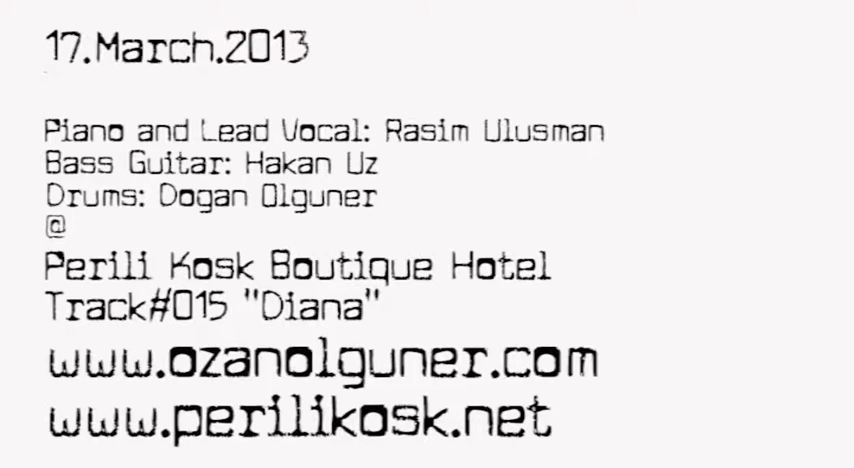 17.March.2013
Piano and Lead Vocal: Rasim Ulusman
Bass Guitar: Hakan Uz
Drums: Dogan Olguner
@
Perili Kosk Boutique Hotel
Track#015 "Diana"
www.ozanolguner.com
www.perilikosk.net